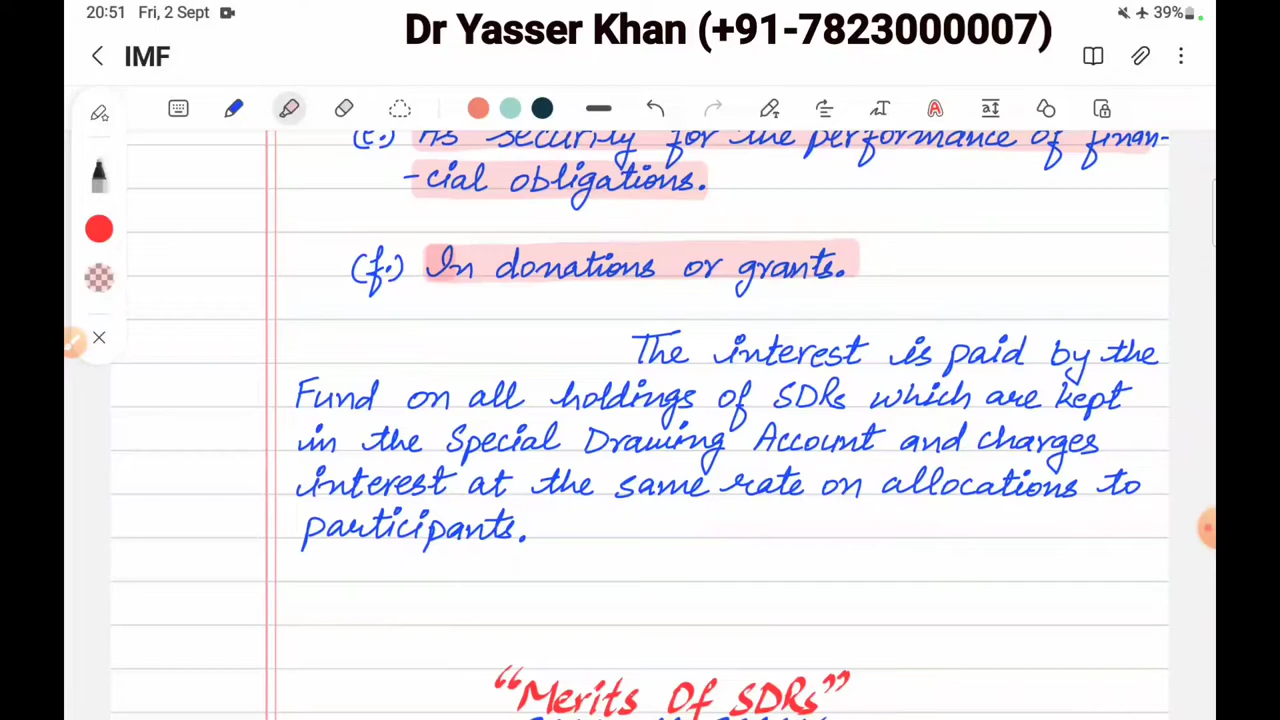 20:51 Fri, 2 Sept
Dr Yasser Khan (+91-7823000007)
39%
IMF
As security for the performance of finan-
-cial obligations.
(f.) In donations or grants.
The interest is paid by the
Fund on all holdings of SDRs which are kept
in the Special Drawing Account and charges
interest at the same rate on allocations to
participants.
"Merits Of SDRs"